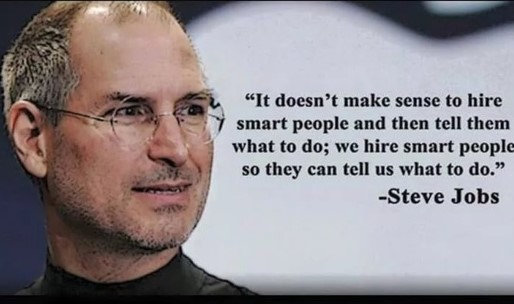 “It doesn’t make sense to hire
smart people and then tell them
what to do; we hire smart people
so they can tell us what to do.”
-Steve Jobs